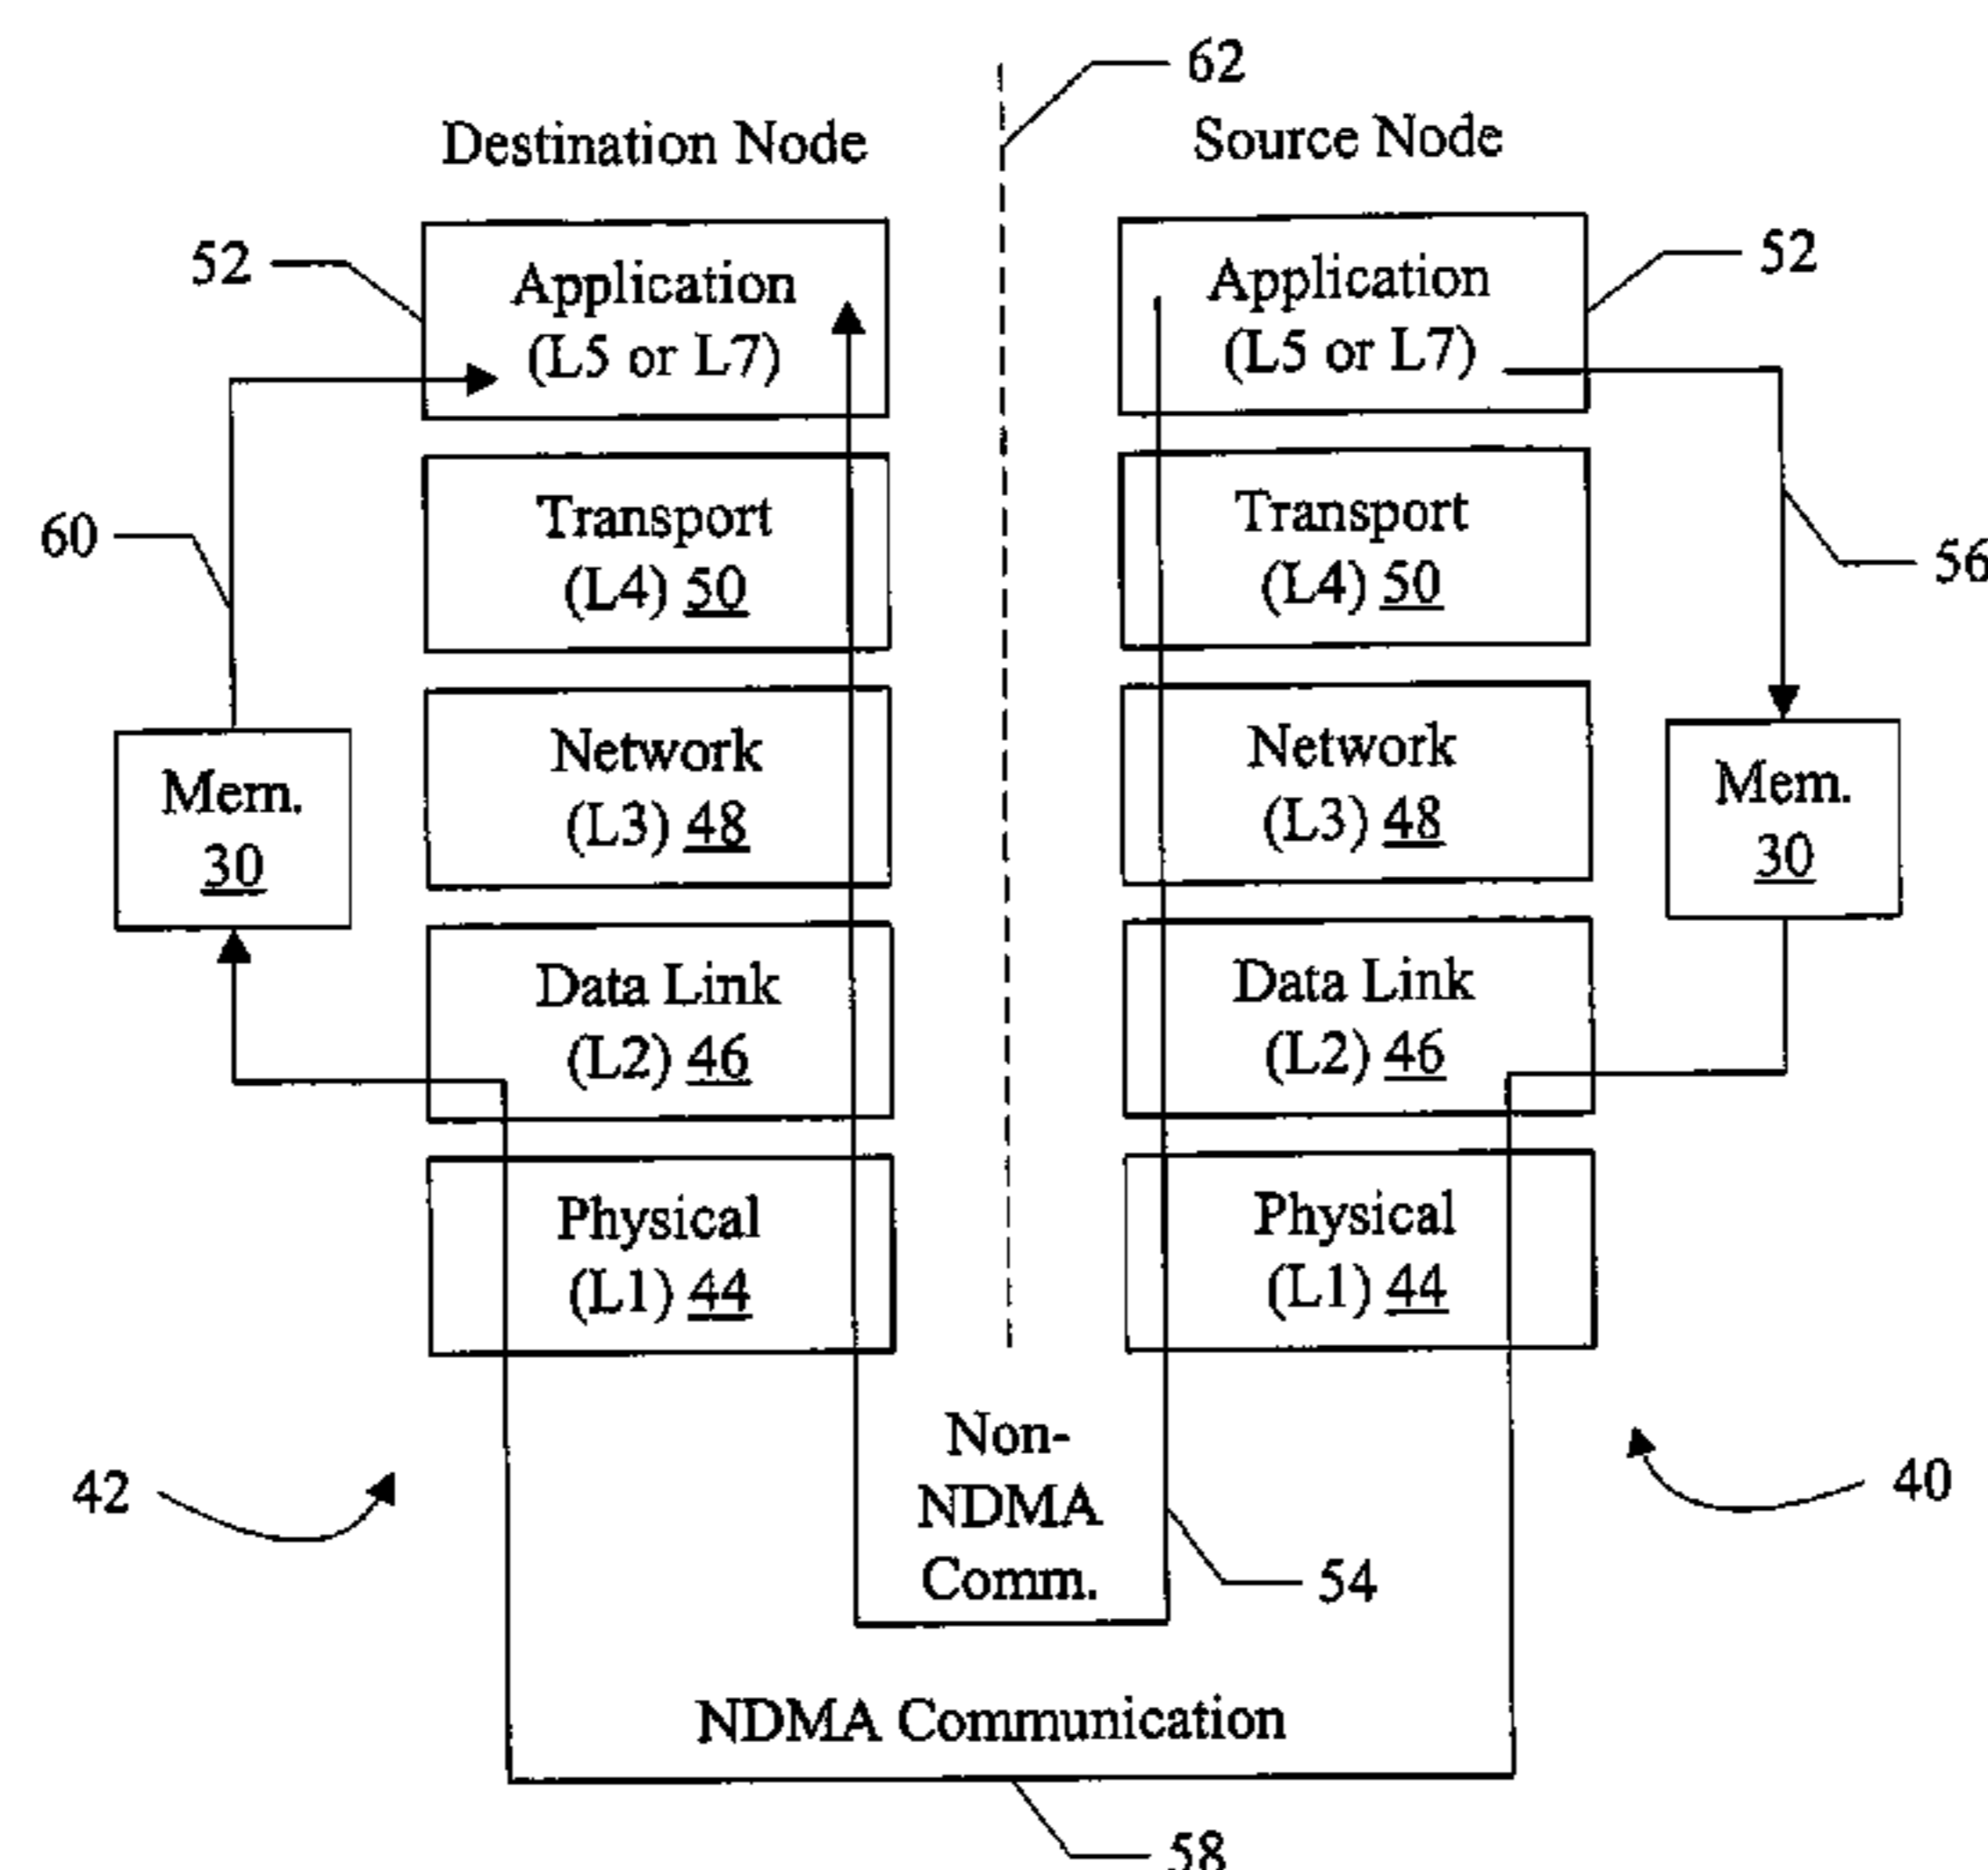 62
Destination Node
Source Node
52
Application
(L5 or L7)
Application
(L5 or L7)
52
60
Transport
(L4) 50
Transport
(L4) 50
56
Mem.
30
Network
(L3) 48
Network
(L3) 48
Mem.
30
Data Link
(L2) 46
Data Link
(L2) 46
Physical
(L1) 44
Physical
(L1) 44
42
Non-
NDMA
Comm.
40
54
NDMA Communication
58